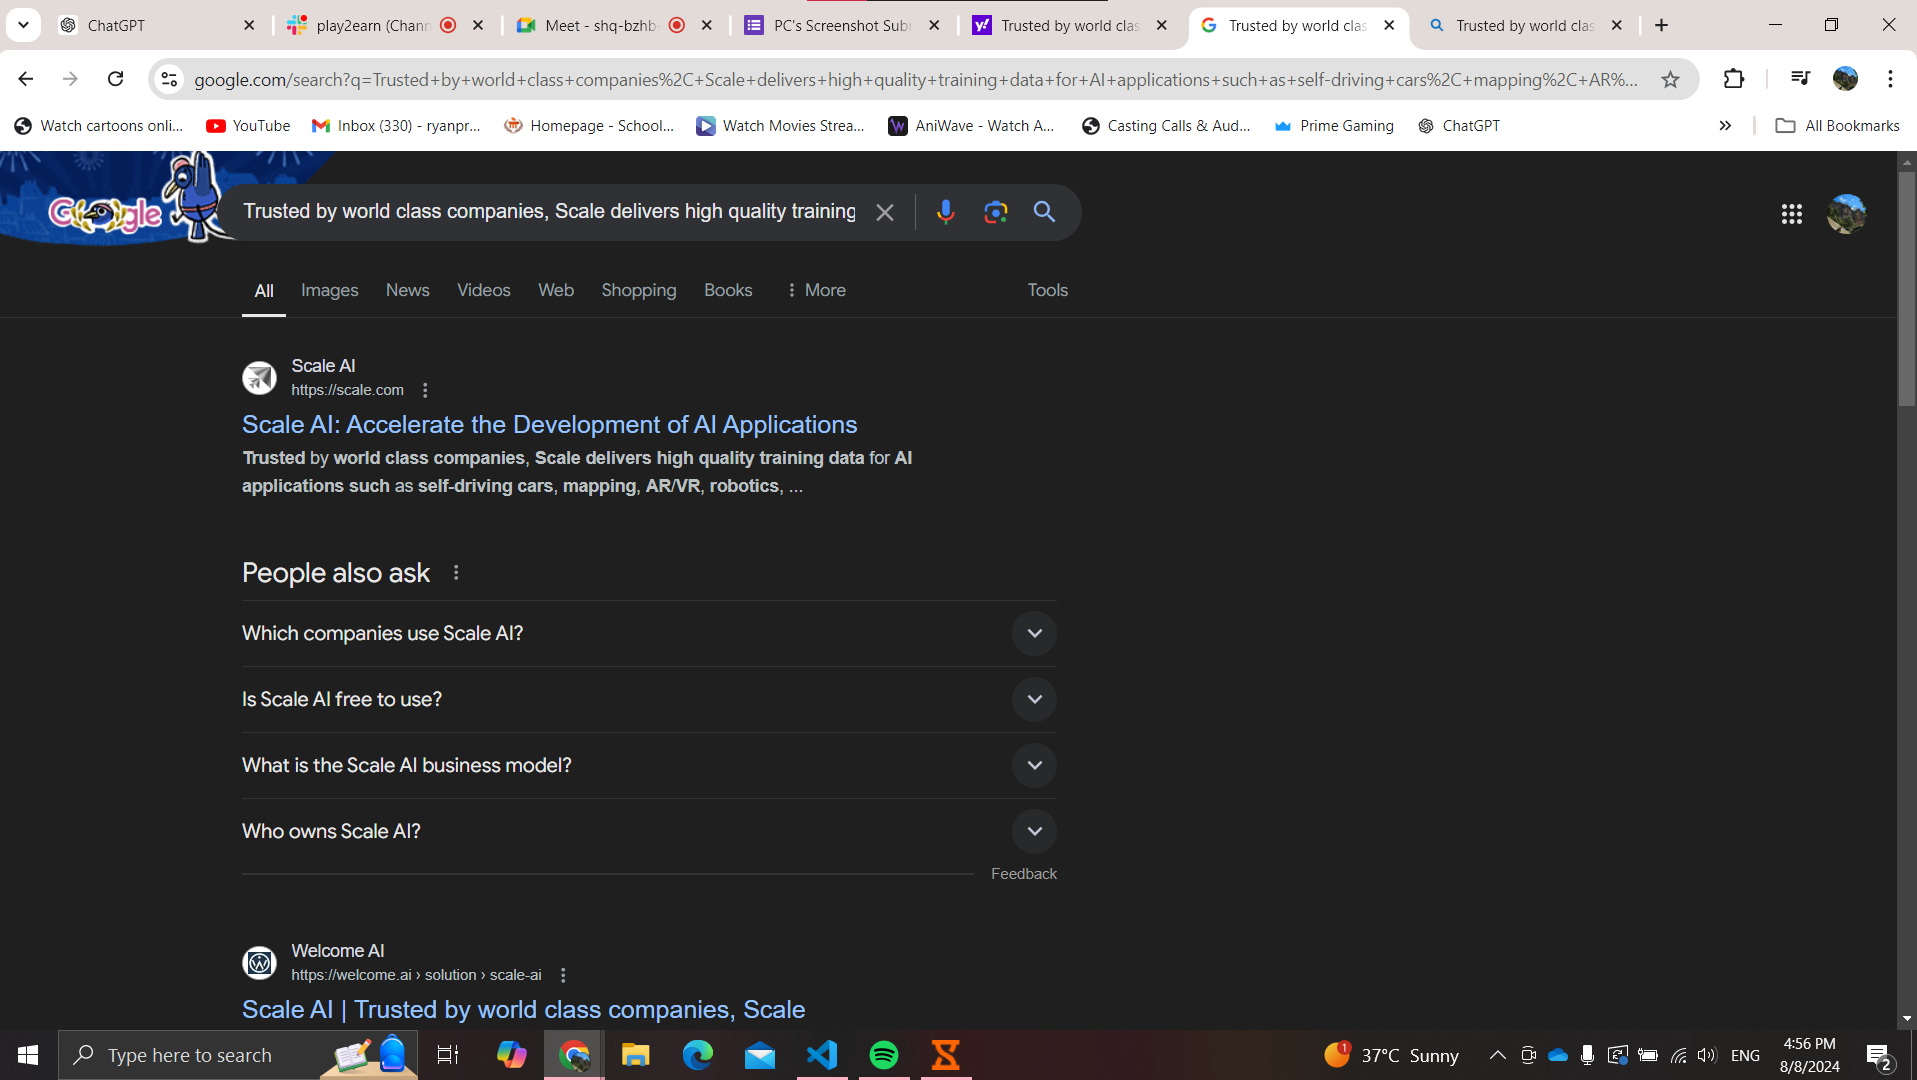 ChatGPT
play2earn (Chann
Meet - shq-bzhb-
PC's Screenshot Subr
Trusted by world clas
Trusted by world clas
Trusted by world clas
google.com/search?q=Trusted+by+world+class+companies%2C+Scale+delivers+high+quality+training+data+for+AI+applications+such+as+self-driving+cars%2C+mapping%2C+AR%...
Watch cartoons onli...
YouTube
Inbox (330) - ryanpr...
Homepage - School...
Watch Movies Strea...
AniWave - Watch A...
Casting Calls & Aud...
Prime Gaming
ChatGPT
All Bookmarks
Google
Trusted by world class companies, Scale delivers high quality training
All
Images
News
Videos
Web
Shopping
Books
More
Tools
Scale AI
https://scale.com
Scale AI: Accelerate the Development of AI Applications
Trusted by world class companies, Scale delivers high quality training data for AI
applications such as self-driving cars, mapping, AR/VR, robotics, ...
People also ask
Which companies use Scale AI?
Is Scale AI free to use?
What is the Scale AI business model?
Who owns Scale AI?
Feedback
Welcome AI
https://welcome.ai › solution › scale-ai
Scale AI | Trusted by world class companies, Scale
Type here to search
1
37°C Sunny
ENG
4:56 PM
8/8/2024
2